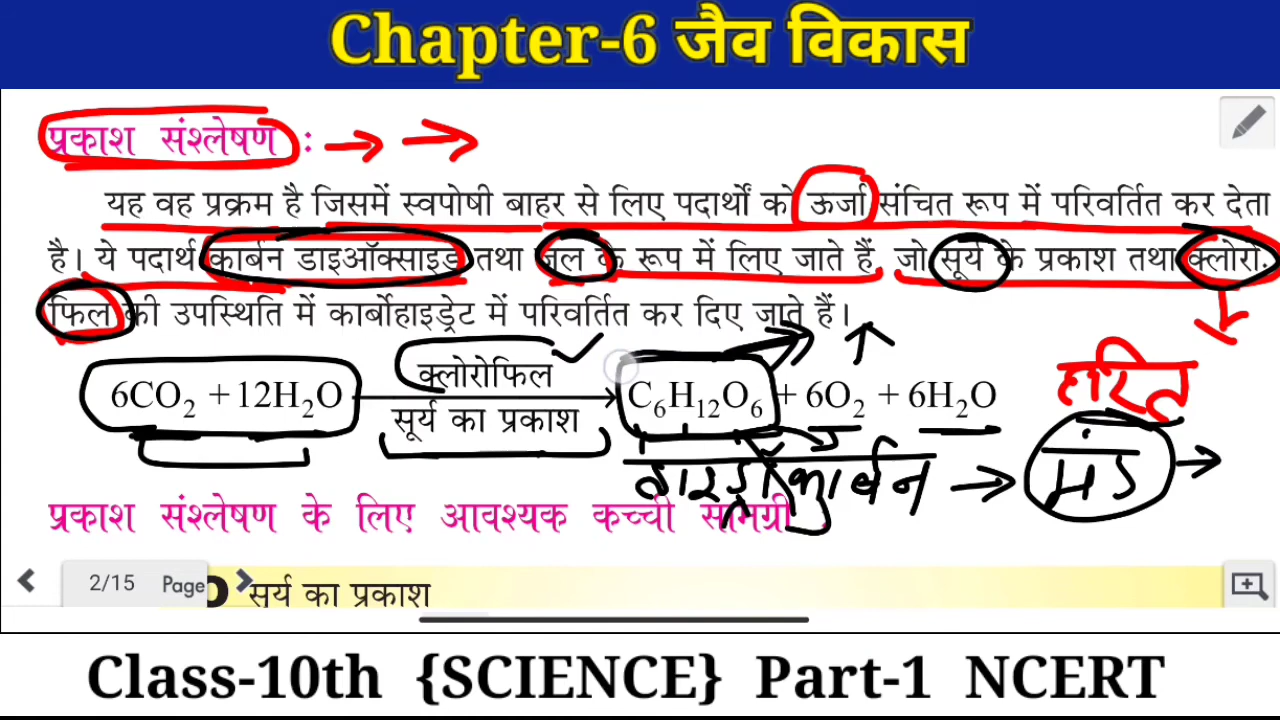 Chapter-6 जैव विकास
प्रकाश संश्लेषण :
यह वह प्रक्रम है जिसमें स्वपोषी बाहर से लिए पदार्थों को ऊर्जा संचित रूप में परिवर्तित कर देता
है। ये पदार्थ कार्बन डाइऑक्साइड तथा जल के रूप में लिए जाते हैं, जो सूर्य के प्रकाश तथा क्लोरो-
फिल की उपस्थिति में कार्बोहाइड्रेट में परिवर्तित कर दिए जाते हैं।
क्लोरोफिल
6CO₂ + 12H₂O → C₆H₁₂O₆ + 6O₂ + 6H₂O
सूर्य का प्रकाश
हरित
प्रकाश संश्लेषण के लिए आवश्यक कच्ची सामग्री :
2/15 Page
सूर्य का प्रकाश
Class-10th {SCIENCE} Part-1 NCERT